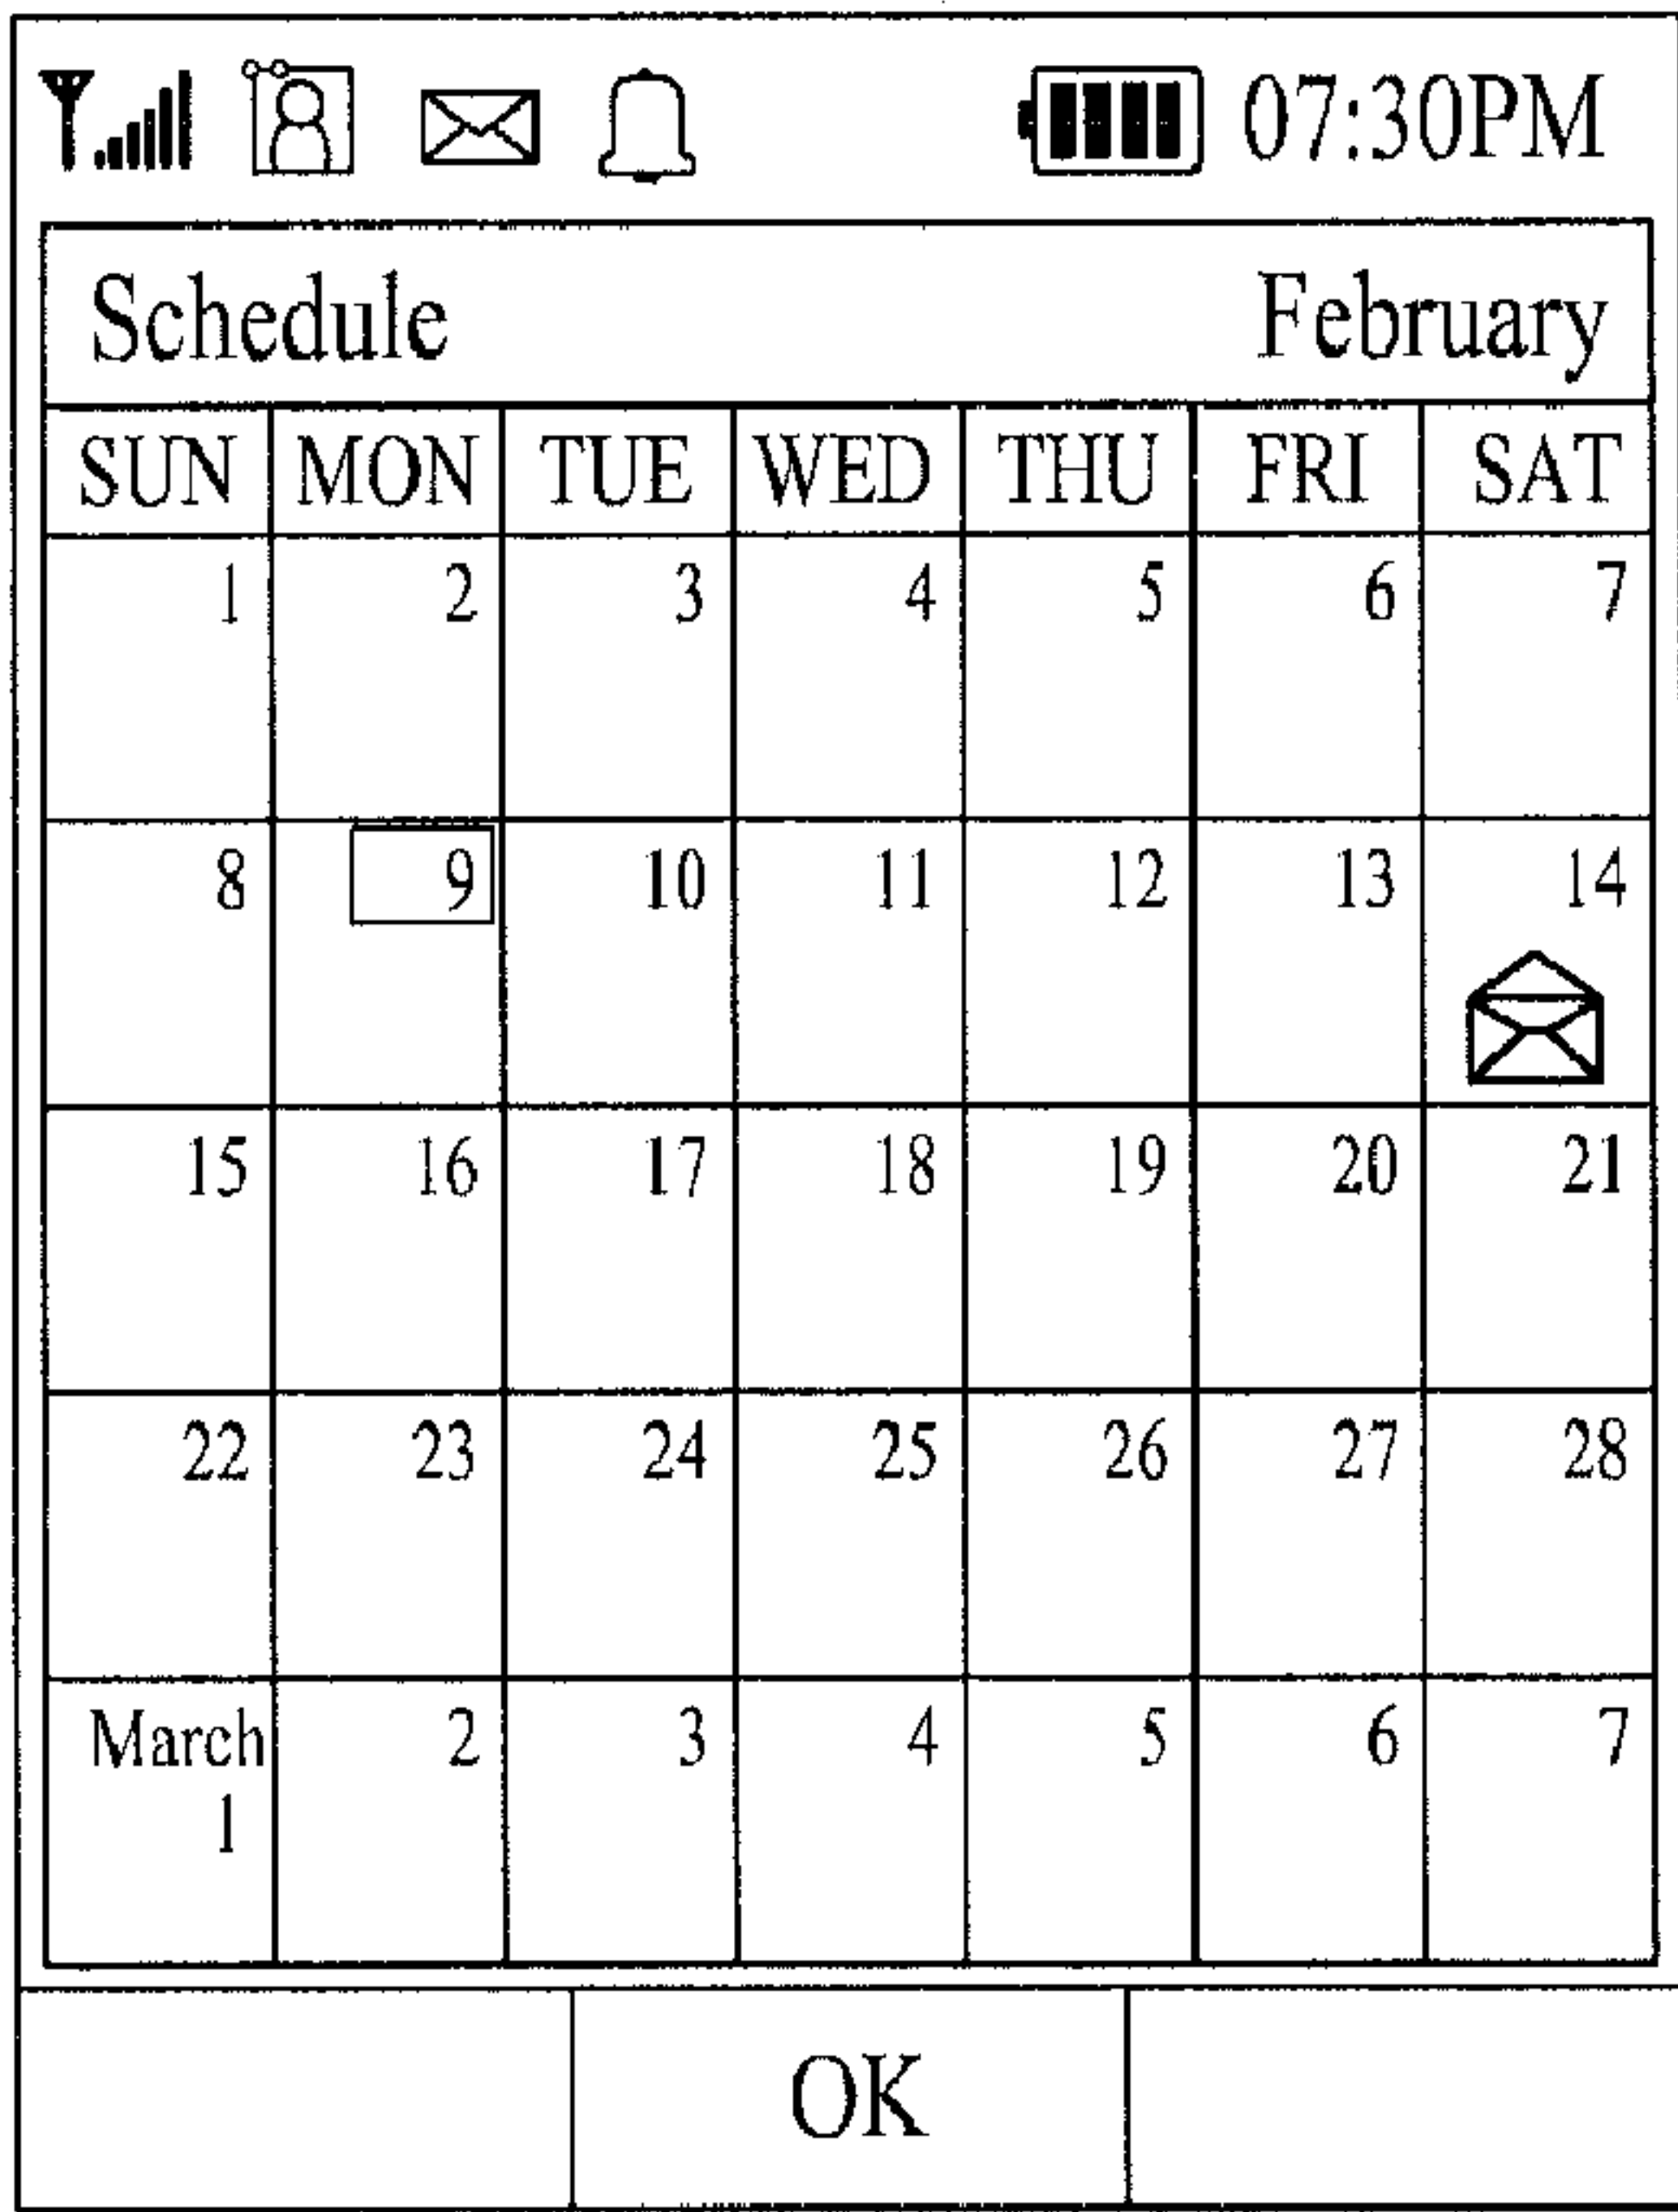 07:30PM
Schedule February
SUN MON TUE WED THU FRI SAT
1 2 3 4 5 6 7
8 9 10 11 12 13 14
15 16 17 18 19 20 21
22 23 24 25 26 27 28
March 2 3 4 5 6 7
1
OK